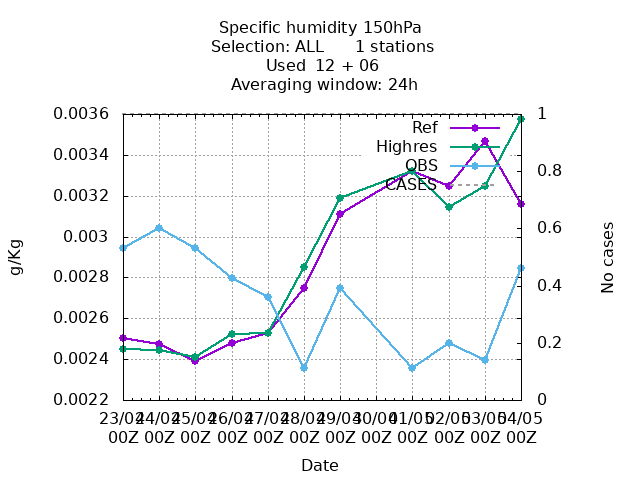 Specific humidity 150hPa
Selection: ALL 1 stations
Used 12 + 06
Averaging window: 24h
0.0036
0.0034
0.0032
0.003
0.0028
0.0026
0.0024
0.0022
1
0.8
0.6
0.4
0.2
0
g/Kg
No cases
Ref
Highres
OBS
CASES
23/04 24/04 25/04 26/04 27/04 28/04 29/04 30/04 01/05 02/05 03/05 04/05
00Z 00Z 00Z 00Z 00Z 00Z 00Z 00Z 00Z 00Z 00Z 00Z
Date